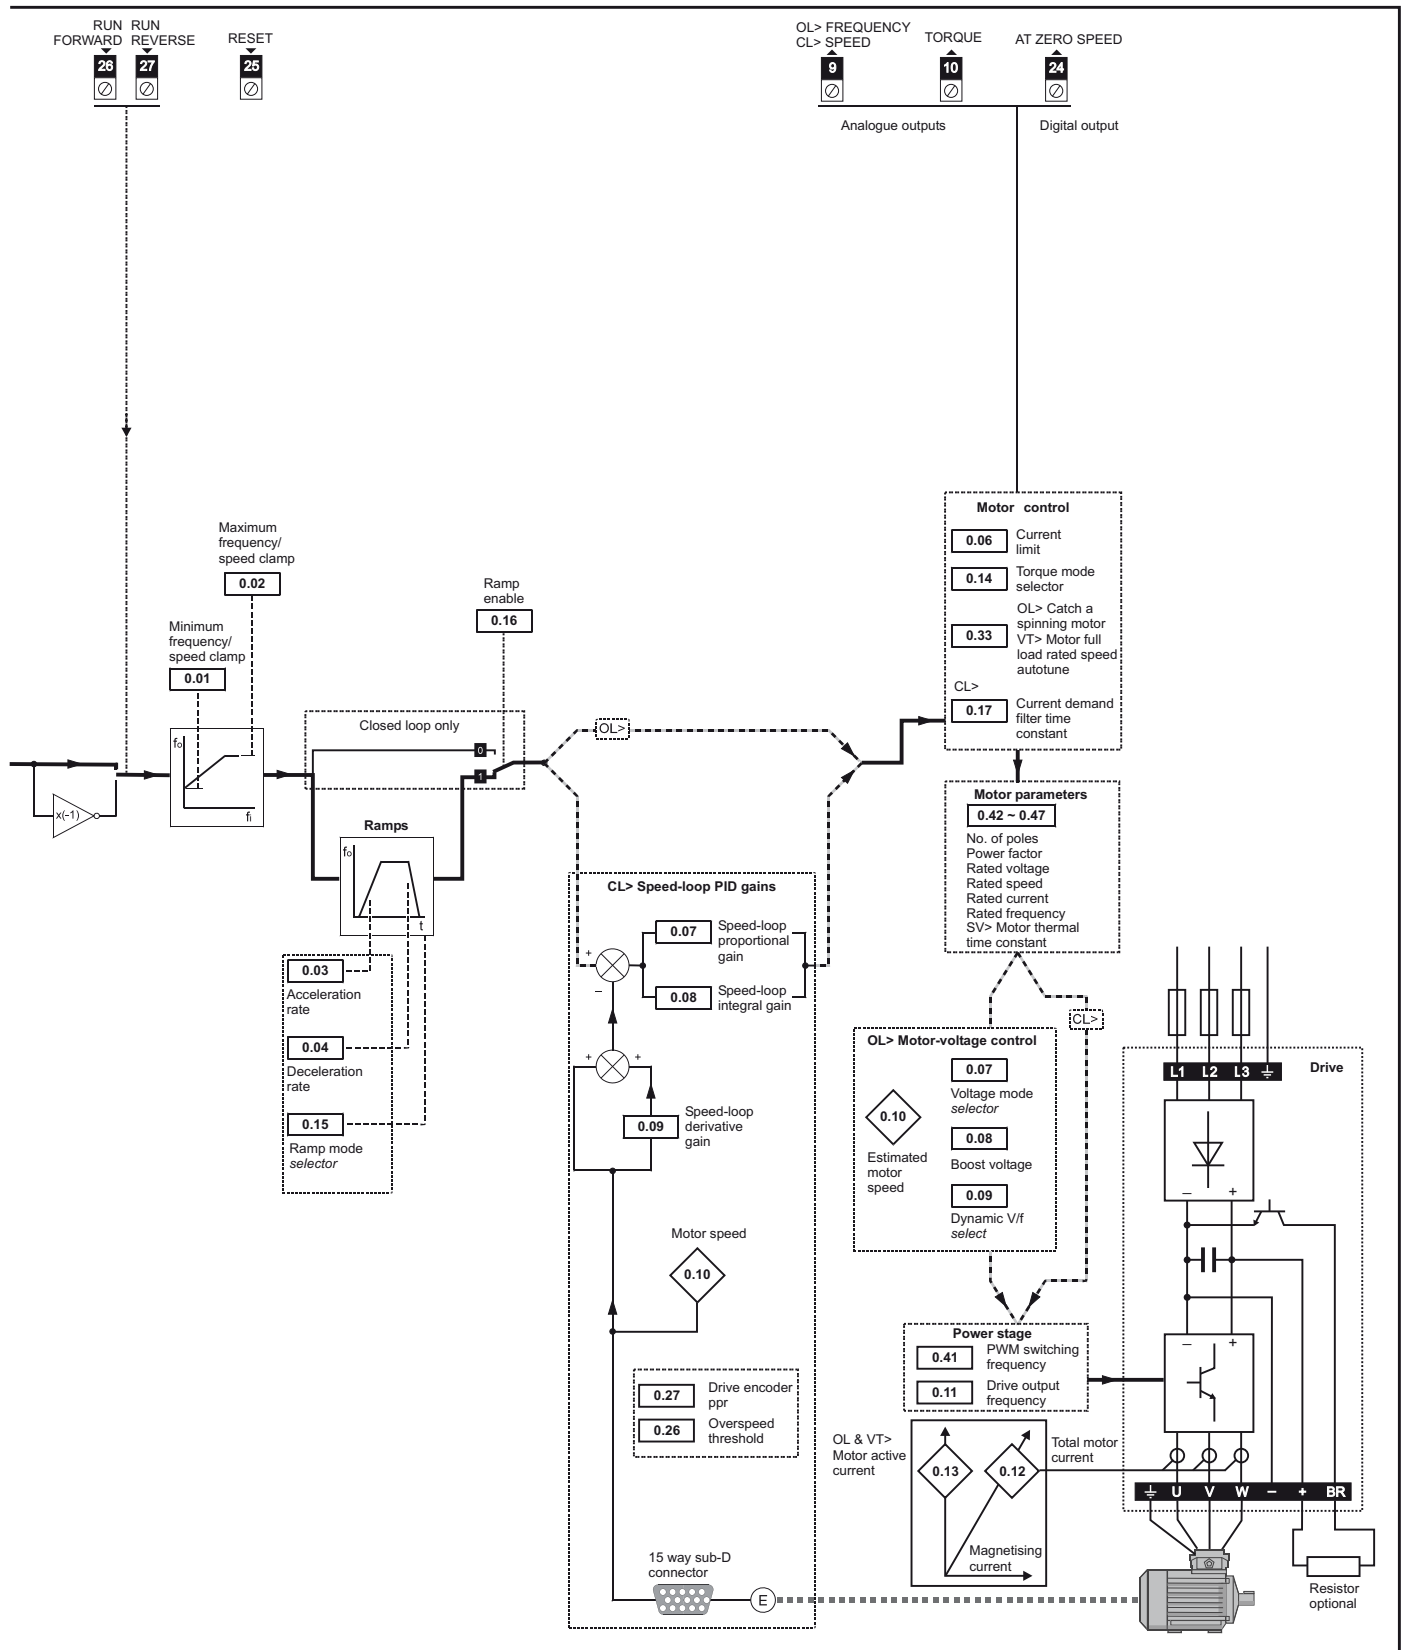 RUN FORWARD
RUN REVERSE
RESET
26
27
25
OL> FREQUENCY
CL> SPEED
TORQUE
AT ZERO SPEED
9
10
24
Analogue outputs
Digital output
Motor control
0.06
Current
limit
0.14
Torque mode
selector
0.33
OL> Catch a
spinning motor
VT> Motor full
load rated speed
autotune
CL>
0.17
Current demand
filter time
constant
Maximum
frequency/
speed clamp
0.02
Minimum
frequency/
speed clamp
0.01
Ramp
enable
0.16
Closed loop only
0
1
OL>
fo
fi
x(-1)
Ramps
fo
t
0.03
Acceleration
rate
0.04
Deceleration
rate
0.15
Ramp mode
selector
CL> Speed-loop PID gains
+
−
0.07
Speed-loop
proportional
gain
0.08
Speed-loop
integral gain
+
+
0.09
Speed-loop
derivative
gain
Motor speed
0.10
0.27
Drive encoder
ppr
0.26
Overspeed
threshold
15 way sub-D
connector
E
Motor parameters
0.42 ~ 0.47
No. of poles
Power factor
Rated voltage
Rated speed
Rated current
Rated frequency
SV> Motor thermal
time constant
CL>
OL> Motor-voltage control
0.07
Voltage mode
selector
0.10
Estimated
motor
speed
0.08
Boost voltage
0.09
Dynamic V/f
select
Power stage
0.41
PWM switching
frequency
0.11
Drive output
frequency
OL & VT>
Motor active
current
0.13
0.12
Total motor
current
Magnetising
current
Drive
L1 L2 L3
− +
− +
U V W − + BR
Resistor
optional